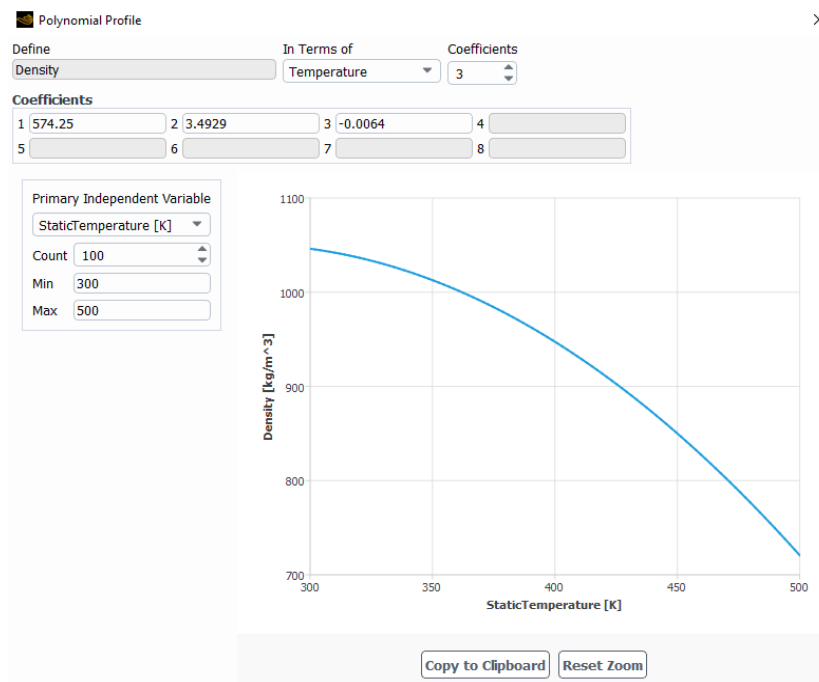 Polynomial Profile
Define In Terms of Coefficients
Density Temperature 3
Coefficients
1 574.25 2 3.4929 3 -0.0064 4
5 6 7 8
Primary Independent Variable
StaticTemperature [K]
Count 100
Min 300
Max 500
1100
1000
900
800
700
Density [kg/m^3]
300 350 400 450 500
StaticTemperature [K]
Copy to Clipboard Reset Zoom